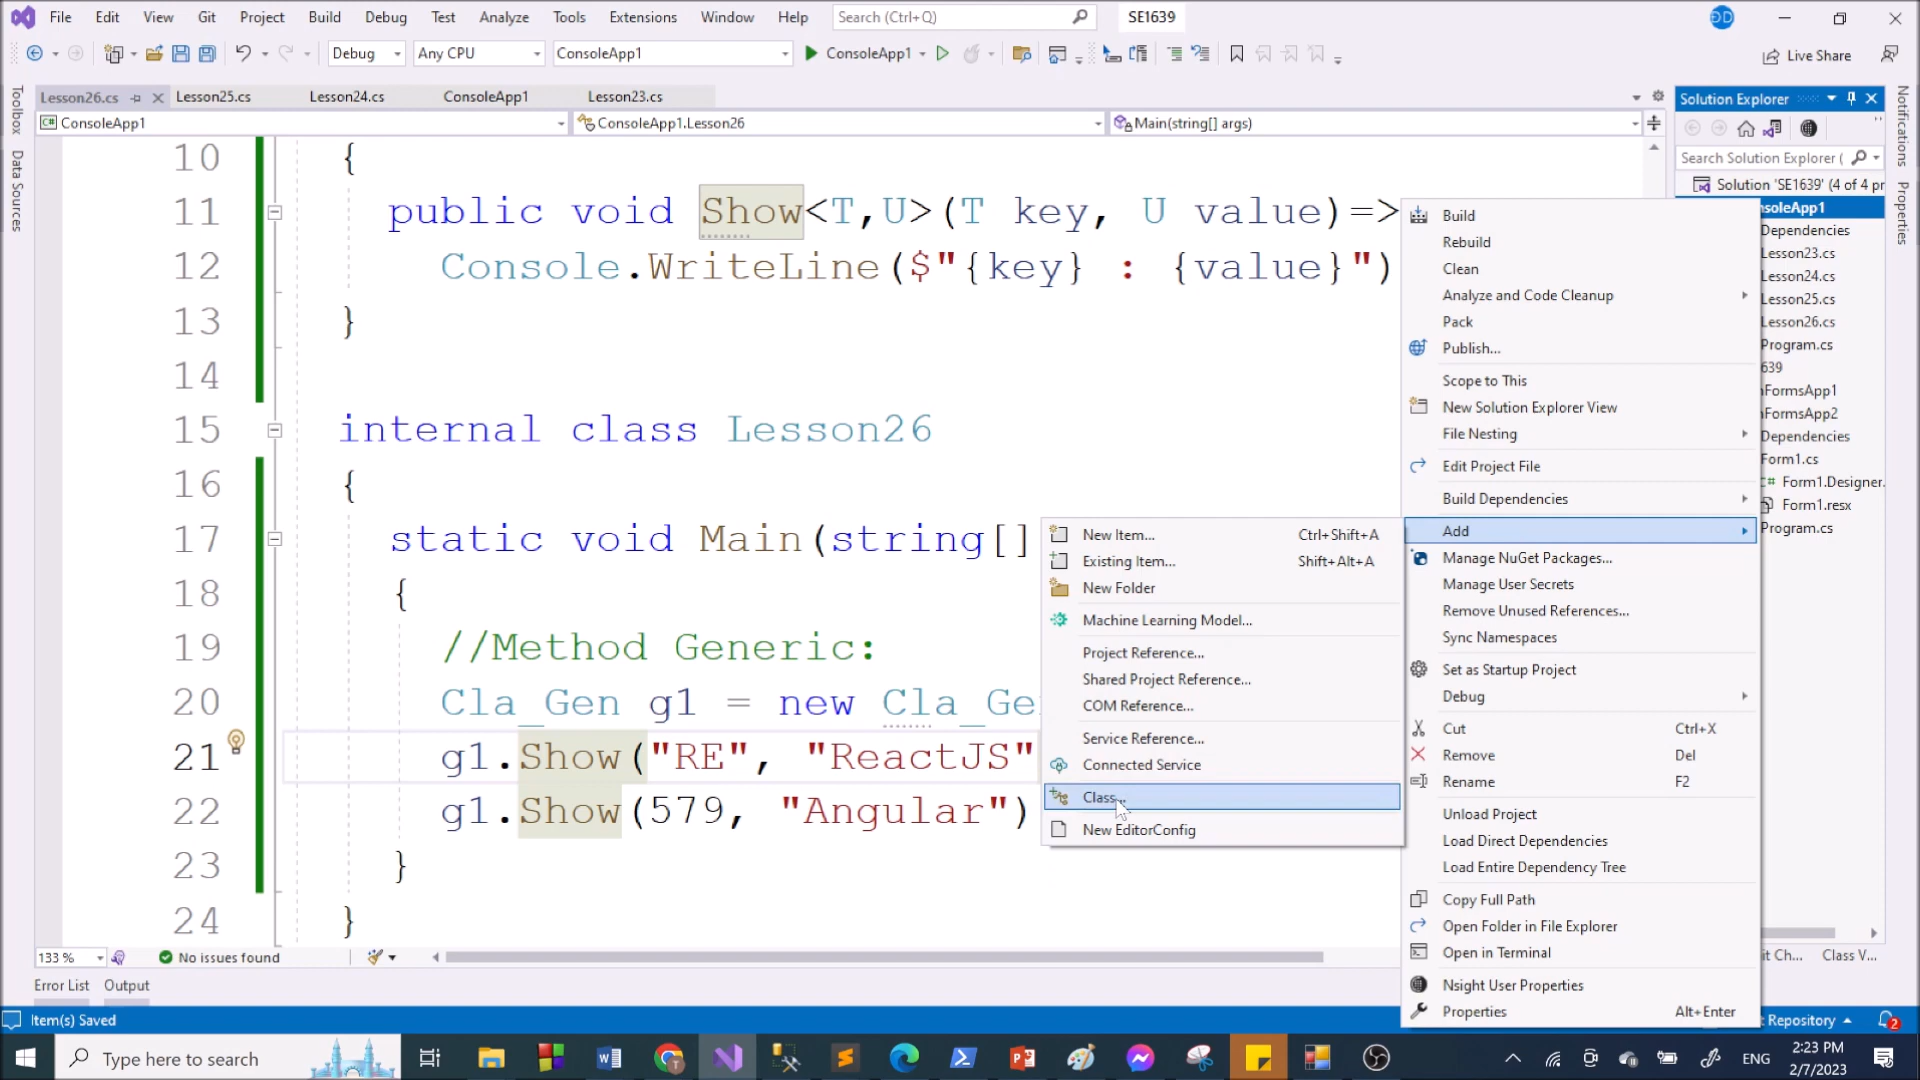 File Edit View Git Project Build Debug Test Analyze Tools Extensions Window Help Search (Ctrl+Q) SE1639 ĐD
Debug Any CPU ConsoleApp1 ConsoleApp1 Live Share
Lesson26.cs Lesson25.cs Lesson24.cs ConsoleApp1 Lesson23.cs
ConsoleApp1 ConsoleApp1.Lesson26 Main(string[] args)
Toolbox
Data Sources
10 {
11 public void Show<T,U>(T key, U value)=>
12 Console.WriteLine($"{key} : {value}")
13 }
14
15 internal class Lesson26
16 {
17 static void Main(string[]
18 {
19 //Method Generic:
20 Cla_Gen g1 = new Cla_Ge
21 g1.Show("RE", "ReactJS"
22 g1.Show(579, "Angular")
23 }
24 }
133 % No issues found
Error List Output
Item(s) Saved
New Item... Ctrl+Shift+A
Existing Item... Shift+Alt+A
New Folder
Machine Learning Model...
Project Reference...
Shared Project Reference...
COM Reference...
Service Reference...
Connected Service
Class...
New EditorConfig
Build
Rebuild
Clean
Analyze and Code Cleanup
Pack
Publish...
Scope to This
New Solution Explorer View
File Nesting
Edit Project File
Build Dependencies
Add
Manage NuGet Packages...
Manage User Secrets
Remove Unused References...
Sync Namespaces
Set as Startup Project
Debug
Cut Ctrl+X
Remove Del
Rename F2
Unload Project
Load Direct Dependencies
Load Entire Dependency Tree
Copy Full Path
Open Folder in File Explorer
Open in Terminal
Nsight User Properties
Properties Alt+Enter
Solution Explorer
Search Solution Explorer (
Solution 'SE1639' (4 of 4 pr
nsoleApp1
Dependencies
Lesson23.cs
Lesson24.cs
Lesson25.cs
Lesson26.cs
Program.cs
639
nFormsApp1
nFormsApp2
Dependencies
Form1.cs
C# Form1.Designer.
Form1.resx
Program.cs
it Ch... Class V...
Repository 2
Notifications
Properties
Type here to search
ENG 2:23 PM
2/7/2023